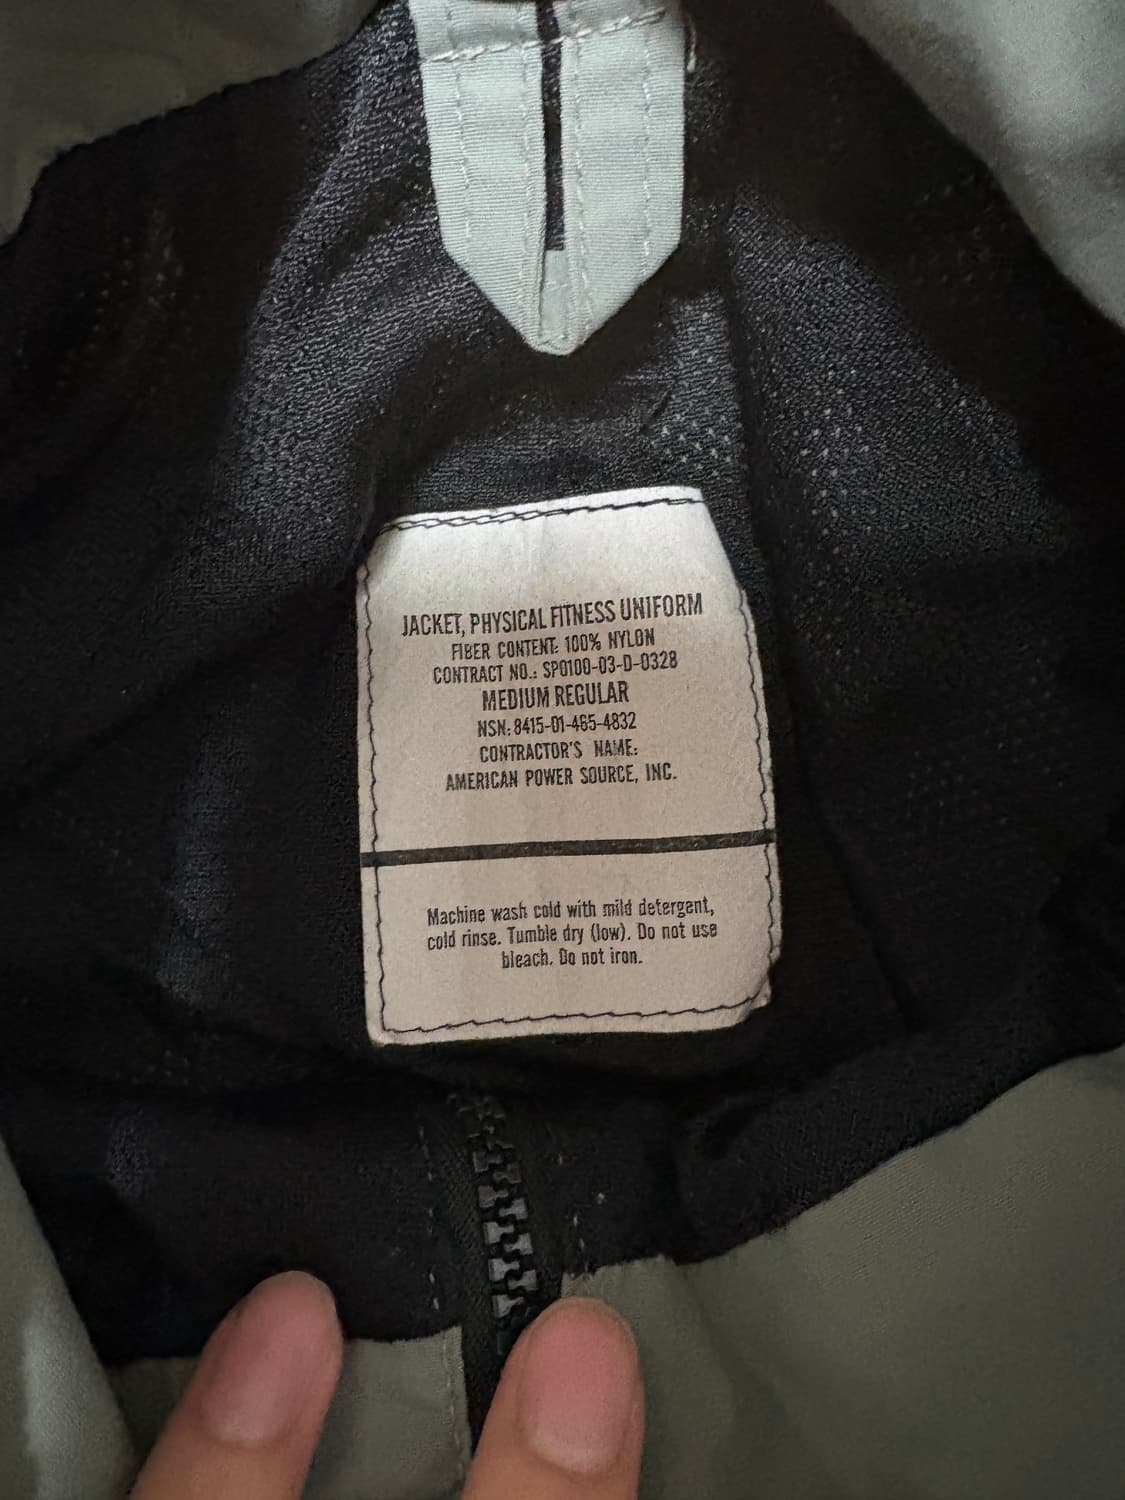 JACKET, PHYSICAL FITNESS UNIFORM
FIBER CONTENT: 100% NYLON
CONTRACT NO.: SP0100-03-D-0328
MEDIUM REGULAR
NSN: 8415-01-465-4832
CONTRACTOR'S NAME:
AMERICAN POWER SOURCE, INC.
Machine wash cold with mild detergent,
cold rinse. Tumble dry (low). Do not use
bleach. Do not iron.